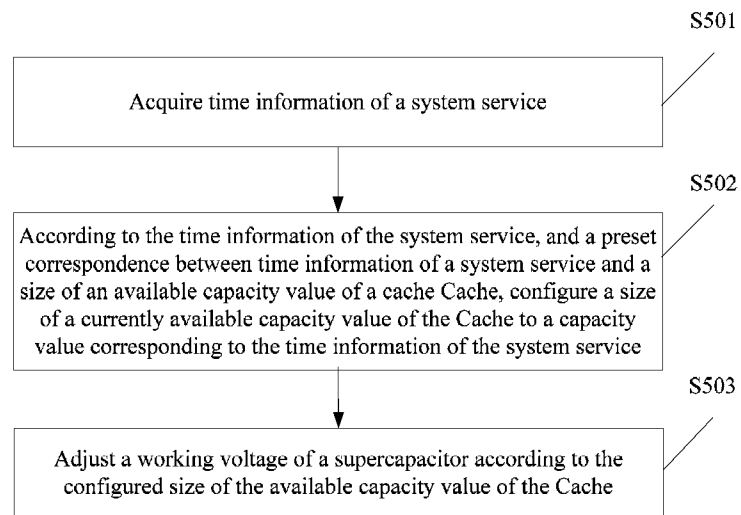 S501
Acquire time information of a system service
S502
According to the time information of the system service, and a preset
correspondence between time information of a system service and a
size of an available capacity value of a cache Cache, configure a size
of a currently available capacity value of the Cache to a capacity
value corresponding to the time information of the system service
S503
Adjust a working voltage of a supercapacitor according to the
configured size of the available capacity value of the Cache